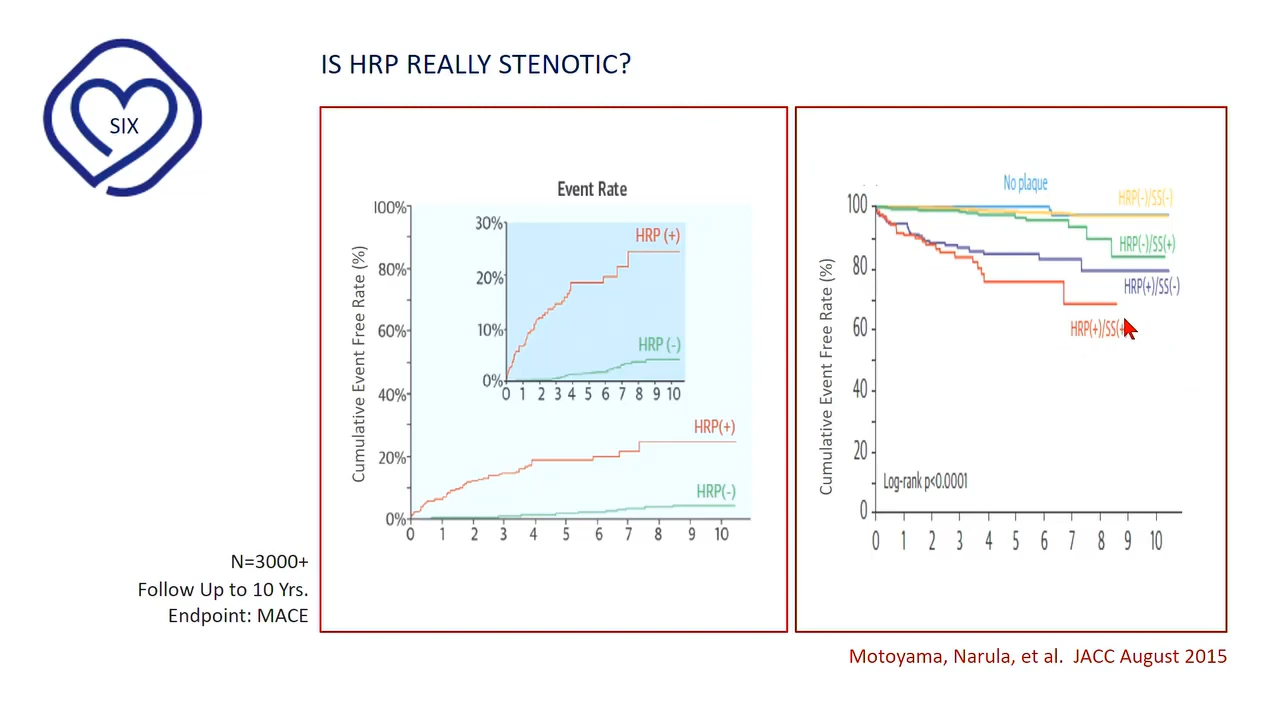 SIX
IS HRP REALLY STENOTIC?
Event Rate
Cumulative Event Free Rate (%)
100%
80%
60%
40%
20%
0%
30%
20%
10%
0%
HRP (+)
HRP (-)
0 1 2 3 4 5 6 7 8 9 10
HRP(+)
HRP(-)
0 1 2 3 4 5 6 7 8 9 10
Cumulative Event Free Rate (%)
100
80
60
40
20
0
No plaque
HRP(-)/SS(-)
HRP(-)/SS(+)
HRP(+)/SS(-)
HRP(+)/SS(+
Log-rank p<0.0001
0 1 2 3 4 5 6 7 8 9 10
N=3000+
Follow Up to 10 Yrs.
Endpoint: MACE
Motoyama, Narula, et al. JACC August 2015